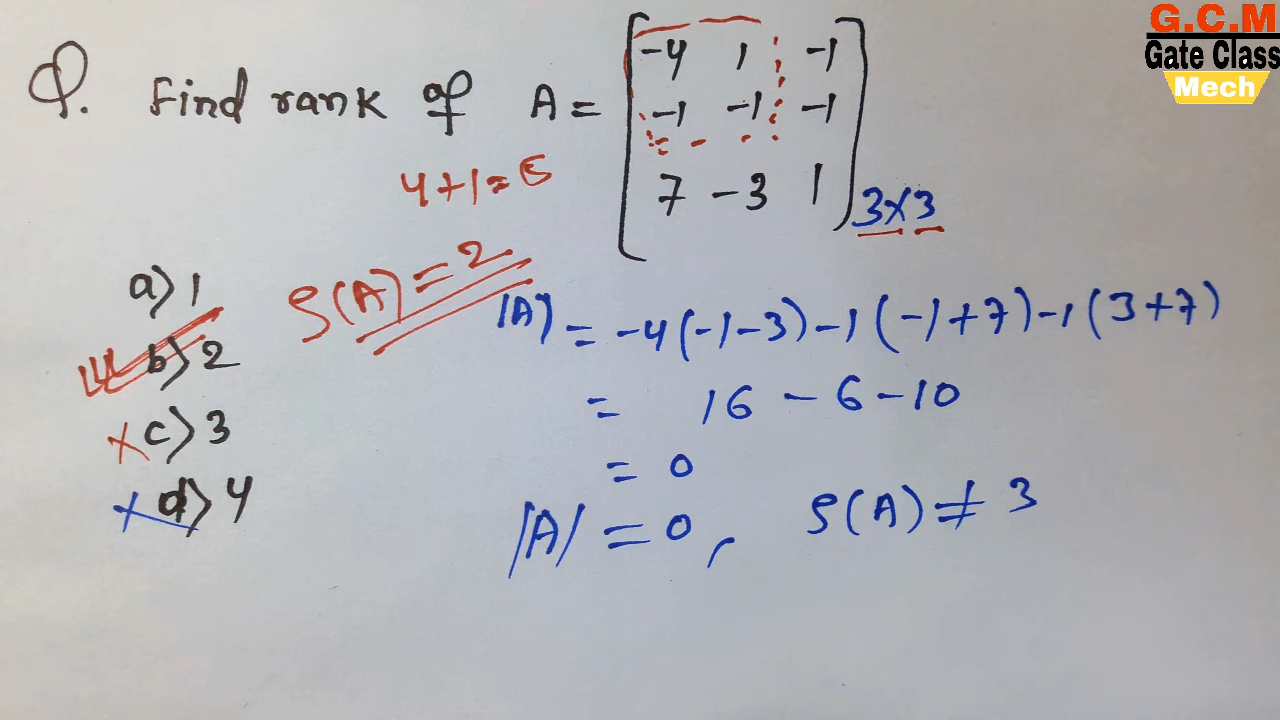 G.C.M
Gate Class
Mech
Q. Find rank of A = [-4 1 -1
-1 -1 -1
7 -3 1] 3×3
4+1=5
a) 1
b) 2
c) 3
d) 4
ρ(A) = 2
|A| = -4(-1-3)-1(-1+7)-1(3+7)
= 16 - 6 - 10
= 0
|A| = 0, ρ(A) ≠ 3